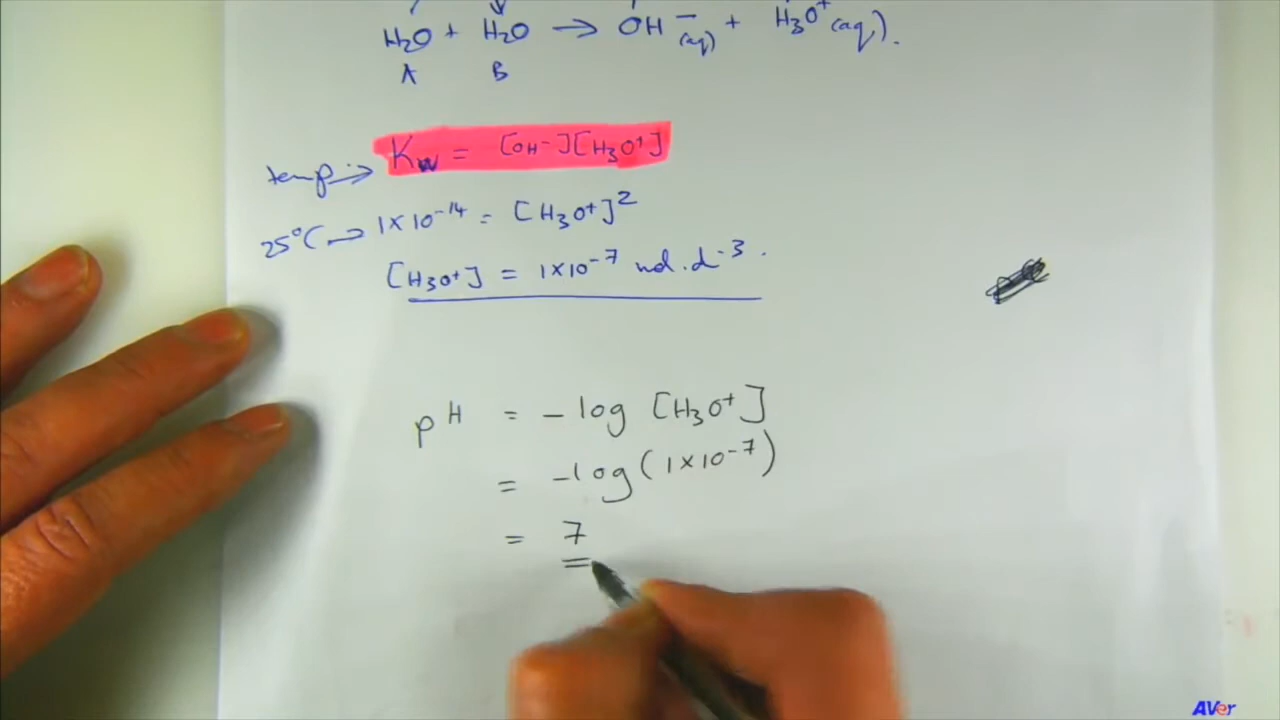 H₂O + H₂O → OH⁻(aq) + H₃O⁺(aq).
A B
Kw = [OH⁻][H₃O⁺]
temp →
25°C → 1×10⁻¹⁴ = [H₃O⁺]²
[H₃O⁺] = 1×10⁻⁷ mol.d⁻³.
pH = -log [H₃O⁺]
= -log(1×10⁻⁷)
= 7
AVer